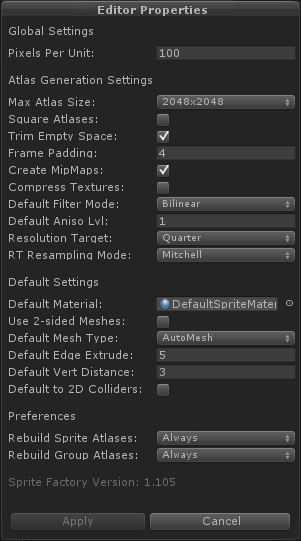 Editor Properties
Global Settings
Pixels Per Unit: 100
Atlas Generation Settings
Max Atlas Size: 2048x2048
Square Atlases:
Trim Empty Space:
Frame Padding: 4
Create MipMaps:
Compress Textures:
Default Filter Mode: Bilinear
Default Aniso Lvl: 1
Resolution Target: Quarter
RT Resampling Mode: Mitchell
Default Settings
Default Material: DefaultSpriteMater
Use 2-sided Meshes:
Default Mesh Type: AutoMesh
Default Edge Extrude: 5
Default Vert Distance: 3
Default to 2D Colliders:
Preferences
Rebuild Sprite Atlases: Always
Rebuild Group Atlases: Always
Sprite Factory Version: 1.105
Apply Cancel